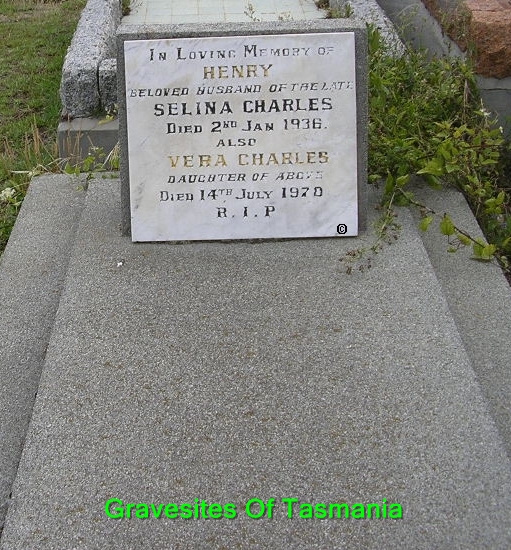 In Loving Memory of
HENRY
BELOVED HUSBAND OF THE LATE
SELINA CHARLES
Died 2ND Jan 1936.
ALSO
VERA CHARLES
DAUGHTER OF ABOVE
Died 14TH July 1970
R.I.P
©
Gravesites Of Tasmania